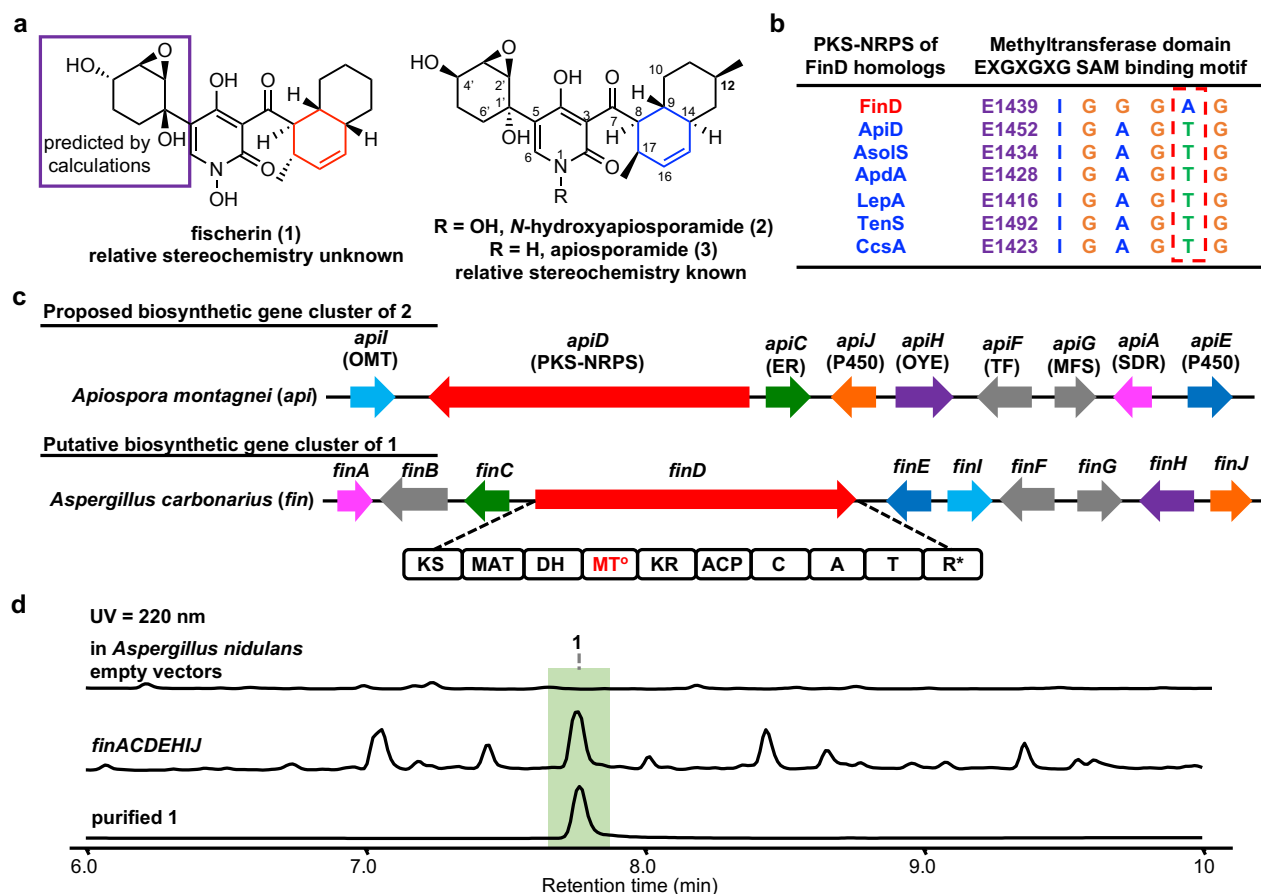 a
HO
O
OH
OH
O
H
H
predicted by
calculations
N
OH
O
fischerin (1)
relative stereochemistry unknown
HO
O
4'
2'
6'
1'
OH
OH
O
H
H
H
5
3
7
8
9
10
12
14
16
17
6
1
N
O
R
R = OH, N-hydroxyapiosporamide (2)
R = H, apiosporamide (3)
relative stereochemistry known
b
PKS-NRPS of FinD homologs
Methyltransferase domain EXGXGXG SAM binding motif
FinD E1439 I G G G A G
ApiD E1452 I G A G T G
AsolS E1434 I G A G T G
ApdA E1428 I G A G T G
LepA E1416 I G A G T G
TenS E1492 I G A G T G
CcsA E1423 I G A G T G
c
Proposed biosynthetic gene cluster of 2
apiI (OMT)
apiD (PKS-NRPS)
apiC (ER)
apiJ (P450)
apiH (OYE)
apiF (TF)
apiG (MFS)
apiA (SDR)
apiE (P450)
Apiospora montagnei (api)
Putative biosynthetic gene cluster of 1
finA finB finC finD finE finI finF finG finH finJ
Aspergillus carbonarius (fin)
KS MAT DH MTº KR ACP C A T R*
d
UV = 220 nm
in Aspergillus nidulans
empty vectors
1
finACDEHIJ
purified 1
6.0 7.0 8.0 9.0 10
Retention time (min)